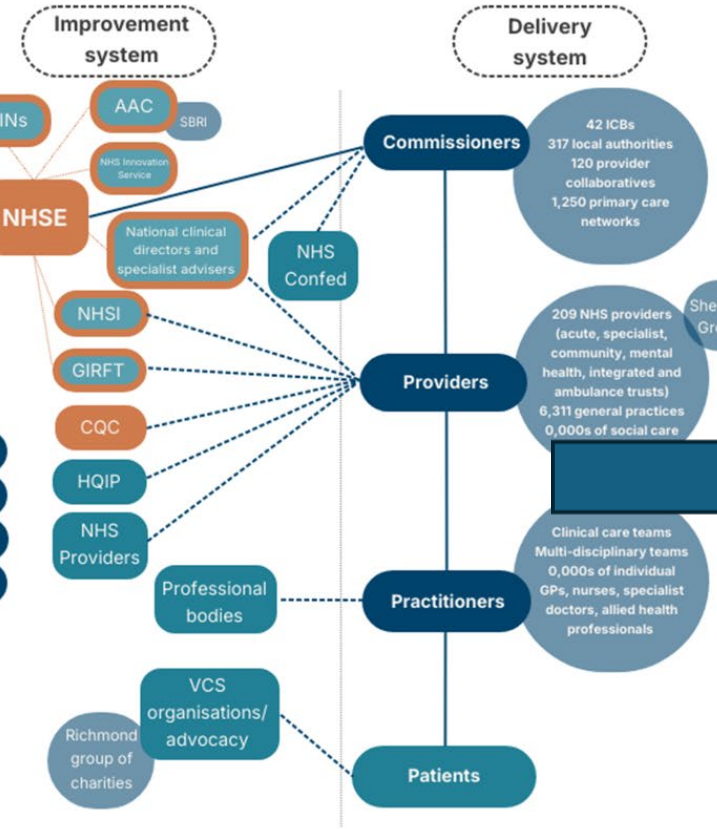 Improvement
system
Delivery
system
INs
AAC
SBRI
NHS Innovation
Service
NHSE
National clinical
directors and
specialist advisers
NHS
Confed
NHSI
GIRFT
CQC
HQIP
NHS
Providers
Professional
bodies
VCS
organisations/
advocacy
Richmond
group of
charities
Commissioners
42 ICBs
317 local authorities
120 provider
collaboratives
1,250 primary care
networks
Providers
209 NHS providers
(acute, specialist,
community, mental
health, integrated and
ambulance trusts)
6,311 general practices
0,000s of social care
She
Gro
Practitioners
Clinical care teams
Multi-disciplinary teams
0,000s of individual
GPs, nurses, specialist
doctors, allied health
professionals
Patients